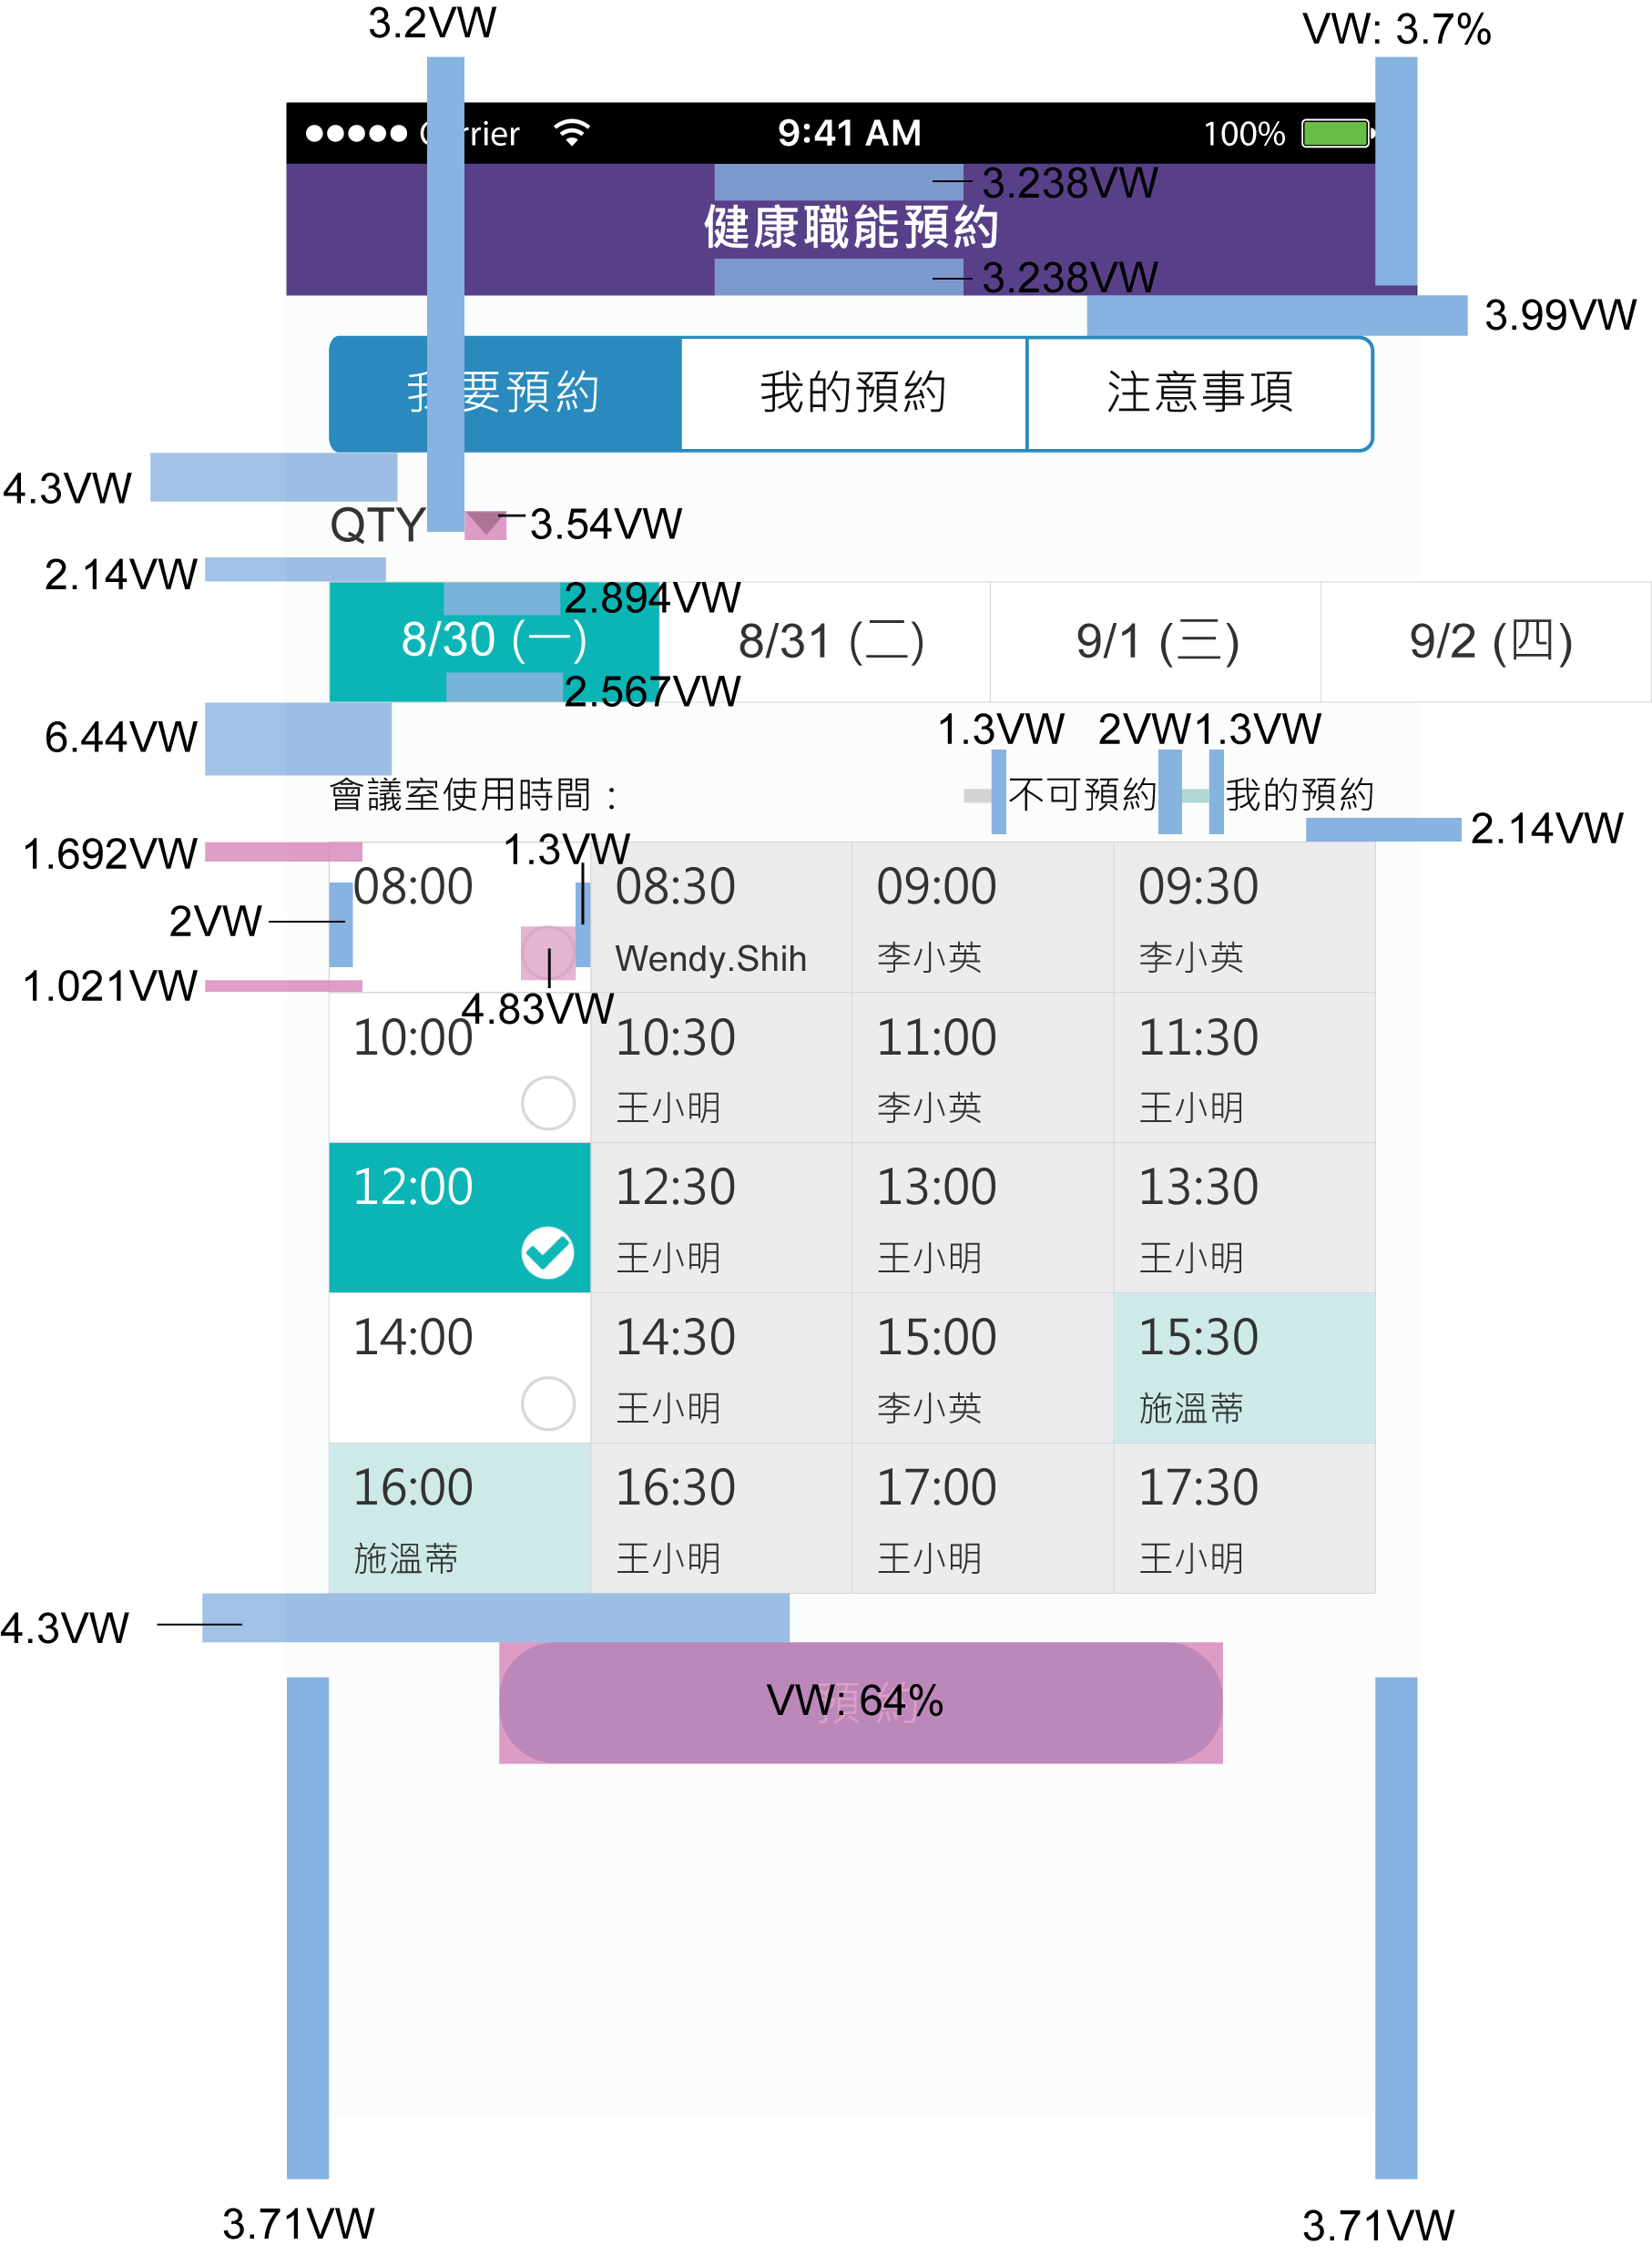 3.2VW
VW: 3.7%
Carrier 9:41 AM 100%
3.238VW
健康職能預約
3.238VW
3.99VW
我要預約 我的預約 注意事項
4.3VW
QTY 3.54VW
2.14VW
2.894VW
8/30 (一) 8/31 (二) 9/1 (三) 9/2 (四)
2.567VW
6.44VW
1.3VW 2VW 1.3VW
會議室使用時間： 不可預約 我的預約
2.14VW
1.692VW
1.3VW
08:00 08:30 09:00 09:30
2VW
Wendy.Shih 李小英 李小英
1.021VW
4.83VW
10:00 10:30 11:00 11:30
王小明 李小英 王小明
12:00 12:30 13:00 13:30
王小明 王小明 王小明
14:00 14:30 15:00 15:30
王小明 李小英 施溫蒂
16:00 16:30 17:00 17:30
施溫蒂 王小明 王小明 王小明
4.3VW
預約
VW: 64%
3.71VW
3.71VW